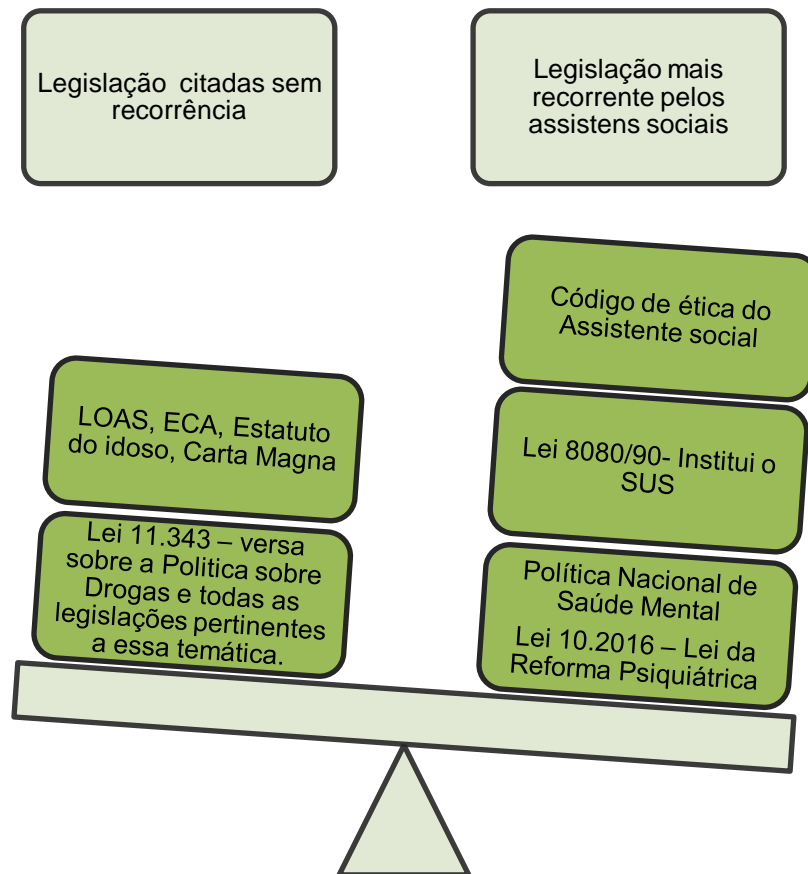 Legislação citadas sem
recorrência
Legislação mais
recorrente pelos
assistens sociais
LOAS, ECA, Estatuto
do idoso, Carta Magna
Lei 11.343 – versa
sobre a Politica sobre
Drogas e todas as
legislações pertinentes
a essa temática.
Código de ética do
Assistente social
Lei 8080/90- Institui o
SUS
Política Nacional de
Saúde Mental
Lei 10.2016 – Lei da
Reforma Psiquiátrica